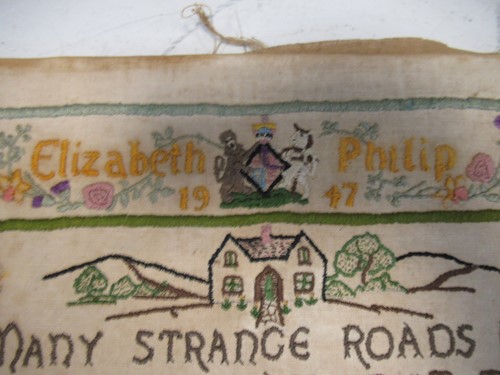 Elizabeth Philip
19 47
MANY STRANGE ROADS